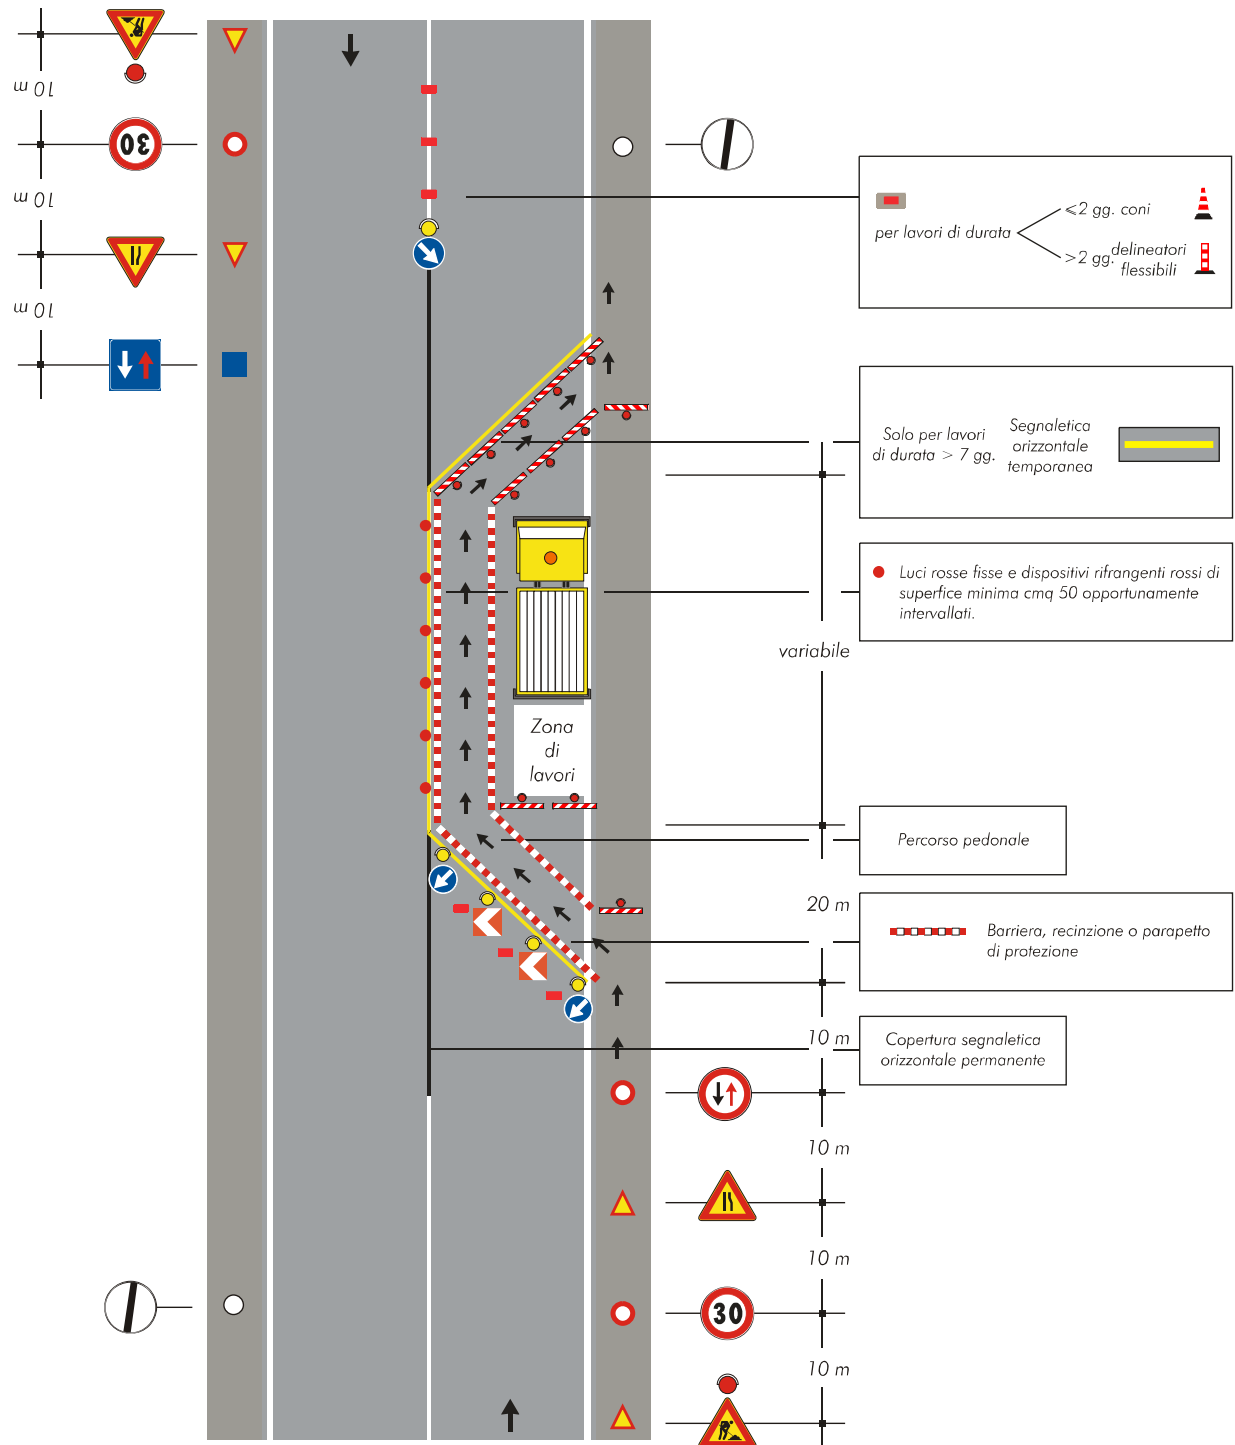 10 m
30
10 m
10 m
per lavori di durata
⩽2 gg. coni
>2 gg. delineatori
flessibili
Solo per lavori
di durata > 7 gg.
Segnaletica
orizzontale
temporanea
Luci rosse fisse e dispositivi rifrangenti rossi di
superfice minima cmq 50 opportunamente
intervallati.
variabile
Zona
di
lavori
Percorso pedonale
20 m
Barriera, recinzione o parapetto
di protezione
10 m
Copertura segnaletica
orizzontale permanente
10 m
10 m
30
10 m